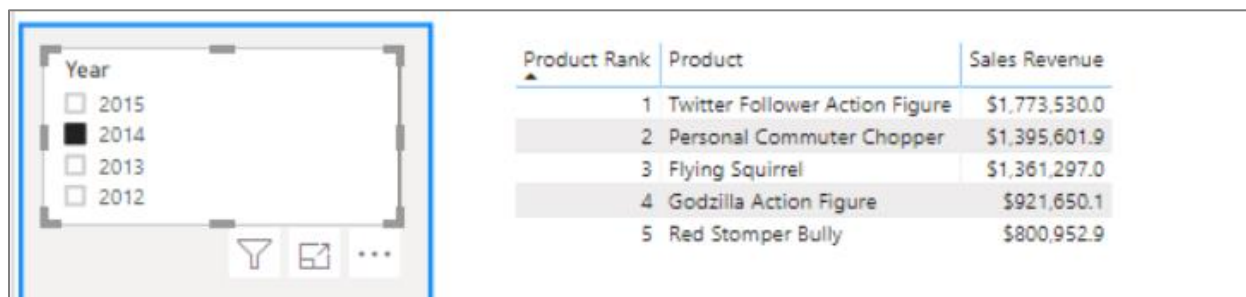 Year
2015
2014
2013
2012
Product Rank Product Sales Revenue
1 Twitter Follower Action Figure $1,773,530.0
2 Personal Commuter Chopper $1,395,601.9
3 Flying Squirrel $1,361,297.0
4 Godzilla Action Figure $921,650.1
5 Red Stomper Bully $800,952.9